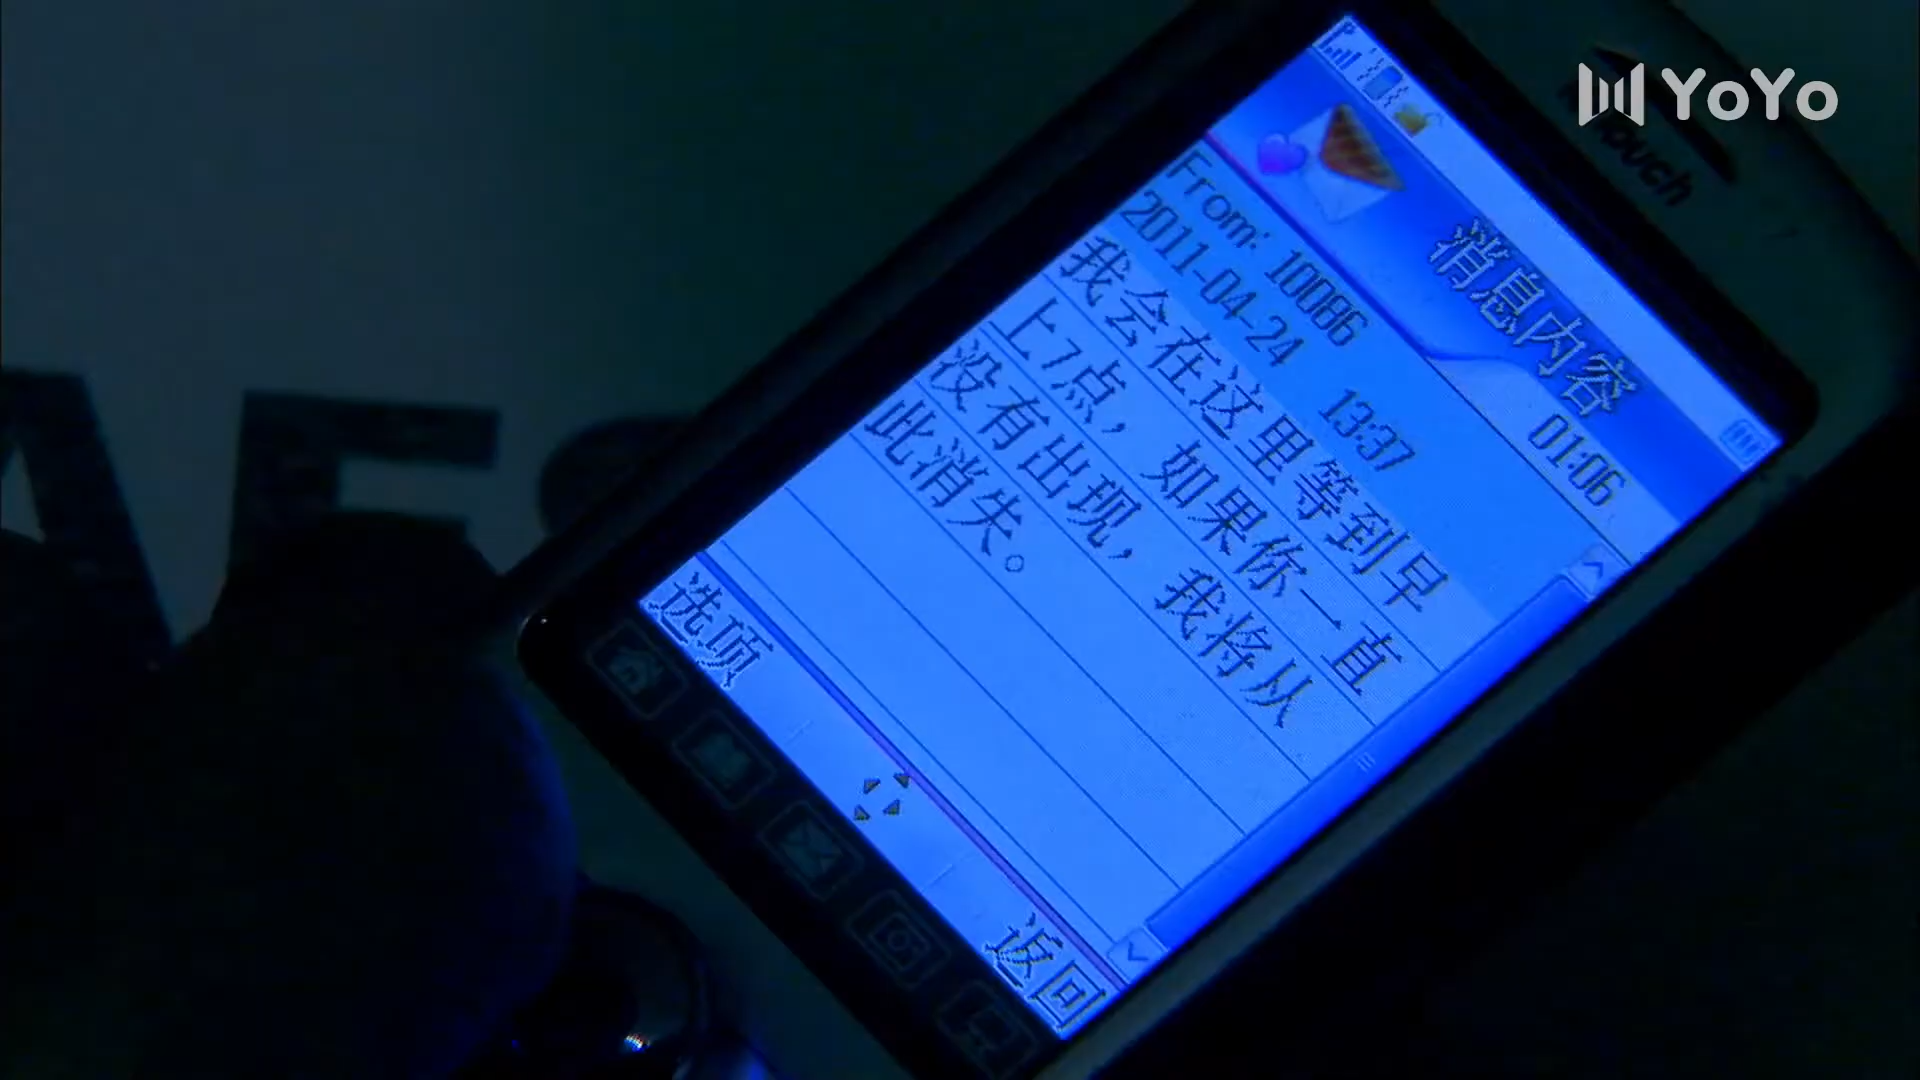 YoYo
Touch
消息内容
01:06
From: 10086
2011-04-24 13:37
我会在这里等到早
上7点，如果你一直
没有出现，我将从
此消失。
选项
返回